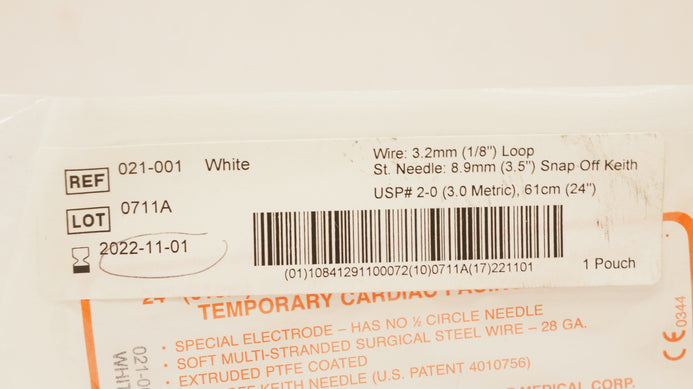 REF 021-001 White
LOT 0711A
2022-11-01
Wire: 3.2mm (1/8") Loop
St. Needle: 8.9mm (3.5") Snap Off Keith
USP# 2-0 (3.0 Metric), 61cm (24")
(01)10841291100072(10)0711A(17)221101
1 Pouch
24"
TEMPORARY CARDIAC
• SPECIAL ELECTRODE – HAS NO ½ CIRCLE NEEDLE
• SOFT MULTI-STRANDED SURGICAL STEEL WIRE – 28 GA.
• EXTRUDED PTFE COATED
KEITH NEEDLE (U.S. PATENT 4010756)
MEDICAL CORP.
CE 0344